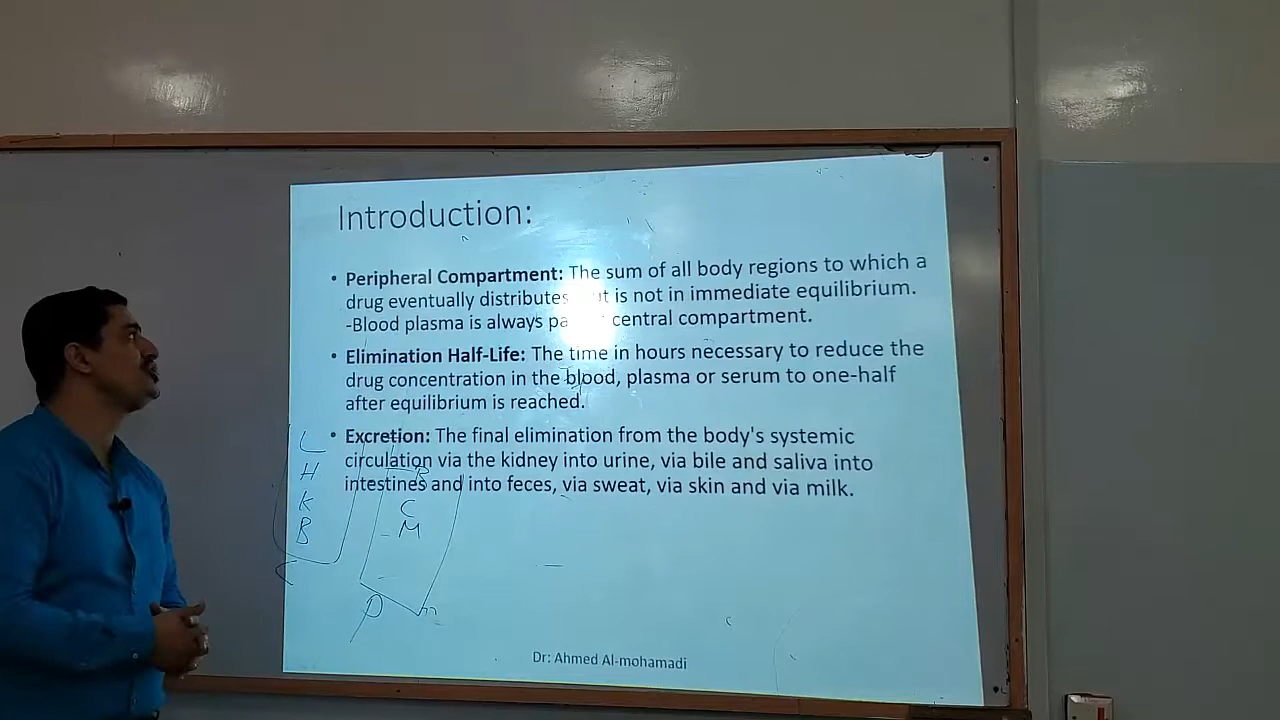 Introduction:
• Peripheral Compartment: The sum of all body regions to which a
drug eventually distributes it is not in immediate equilibrium.
-Blood plasma is always central compartment.
• Elimination Half-Life: The time in hours necessary to reduce the
drug concentration in the blood, plasma or serum to one-half
after equilibrium is reached.
• Excretion: The final elimination from the body's systemic
circulation via the kidney into urine, via bile and saliva into
intestines and into feces, via sweat, via skin and via milk.
L
H
K
B
C
M
P
Dr: Ahmed Al-mohamadi